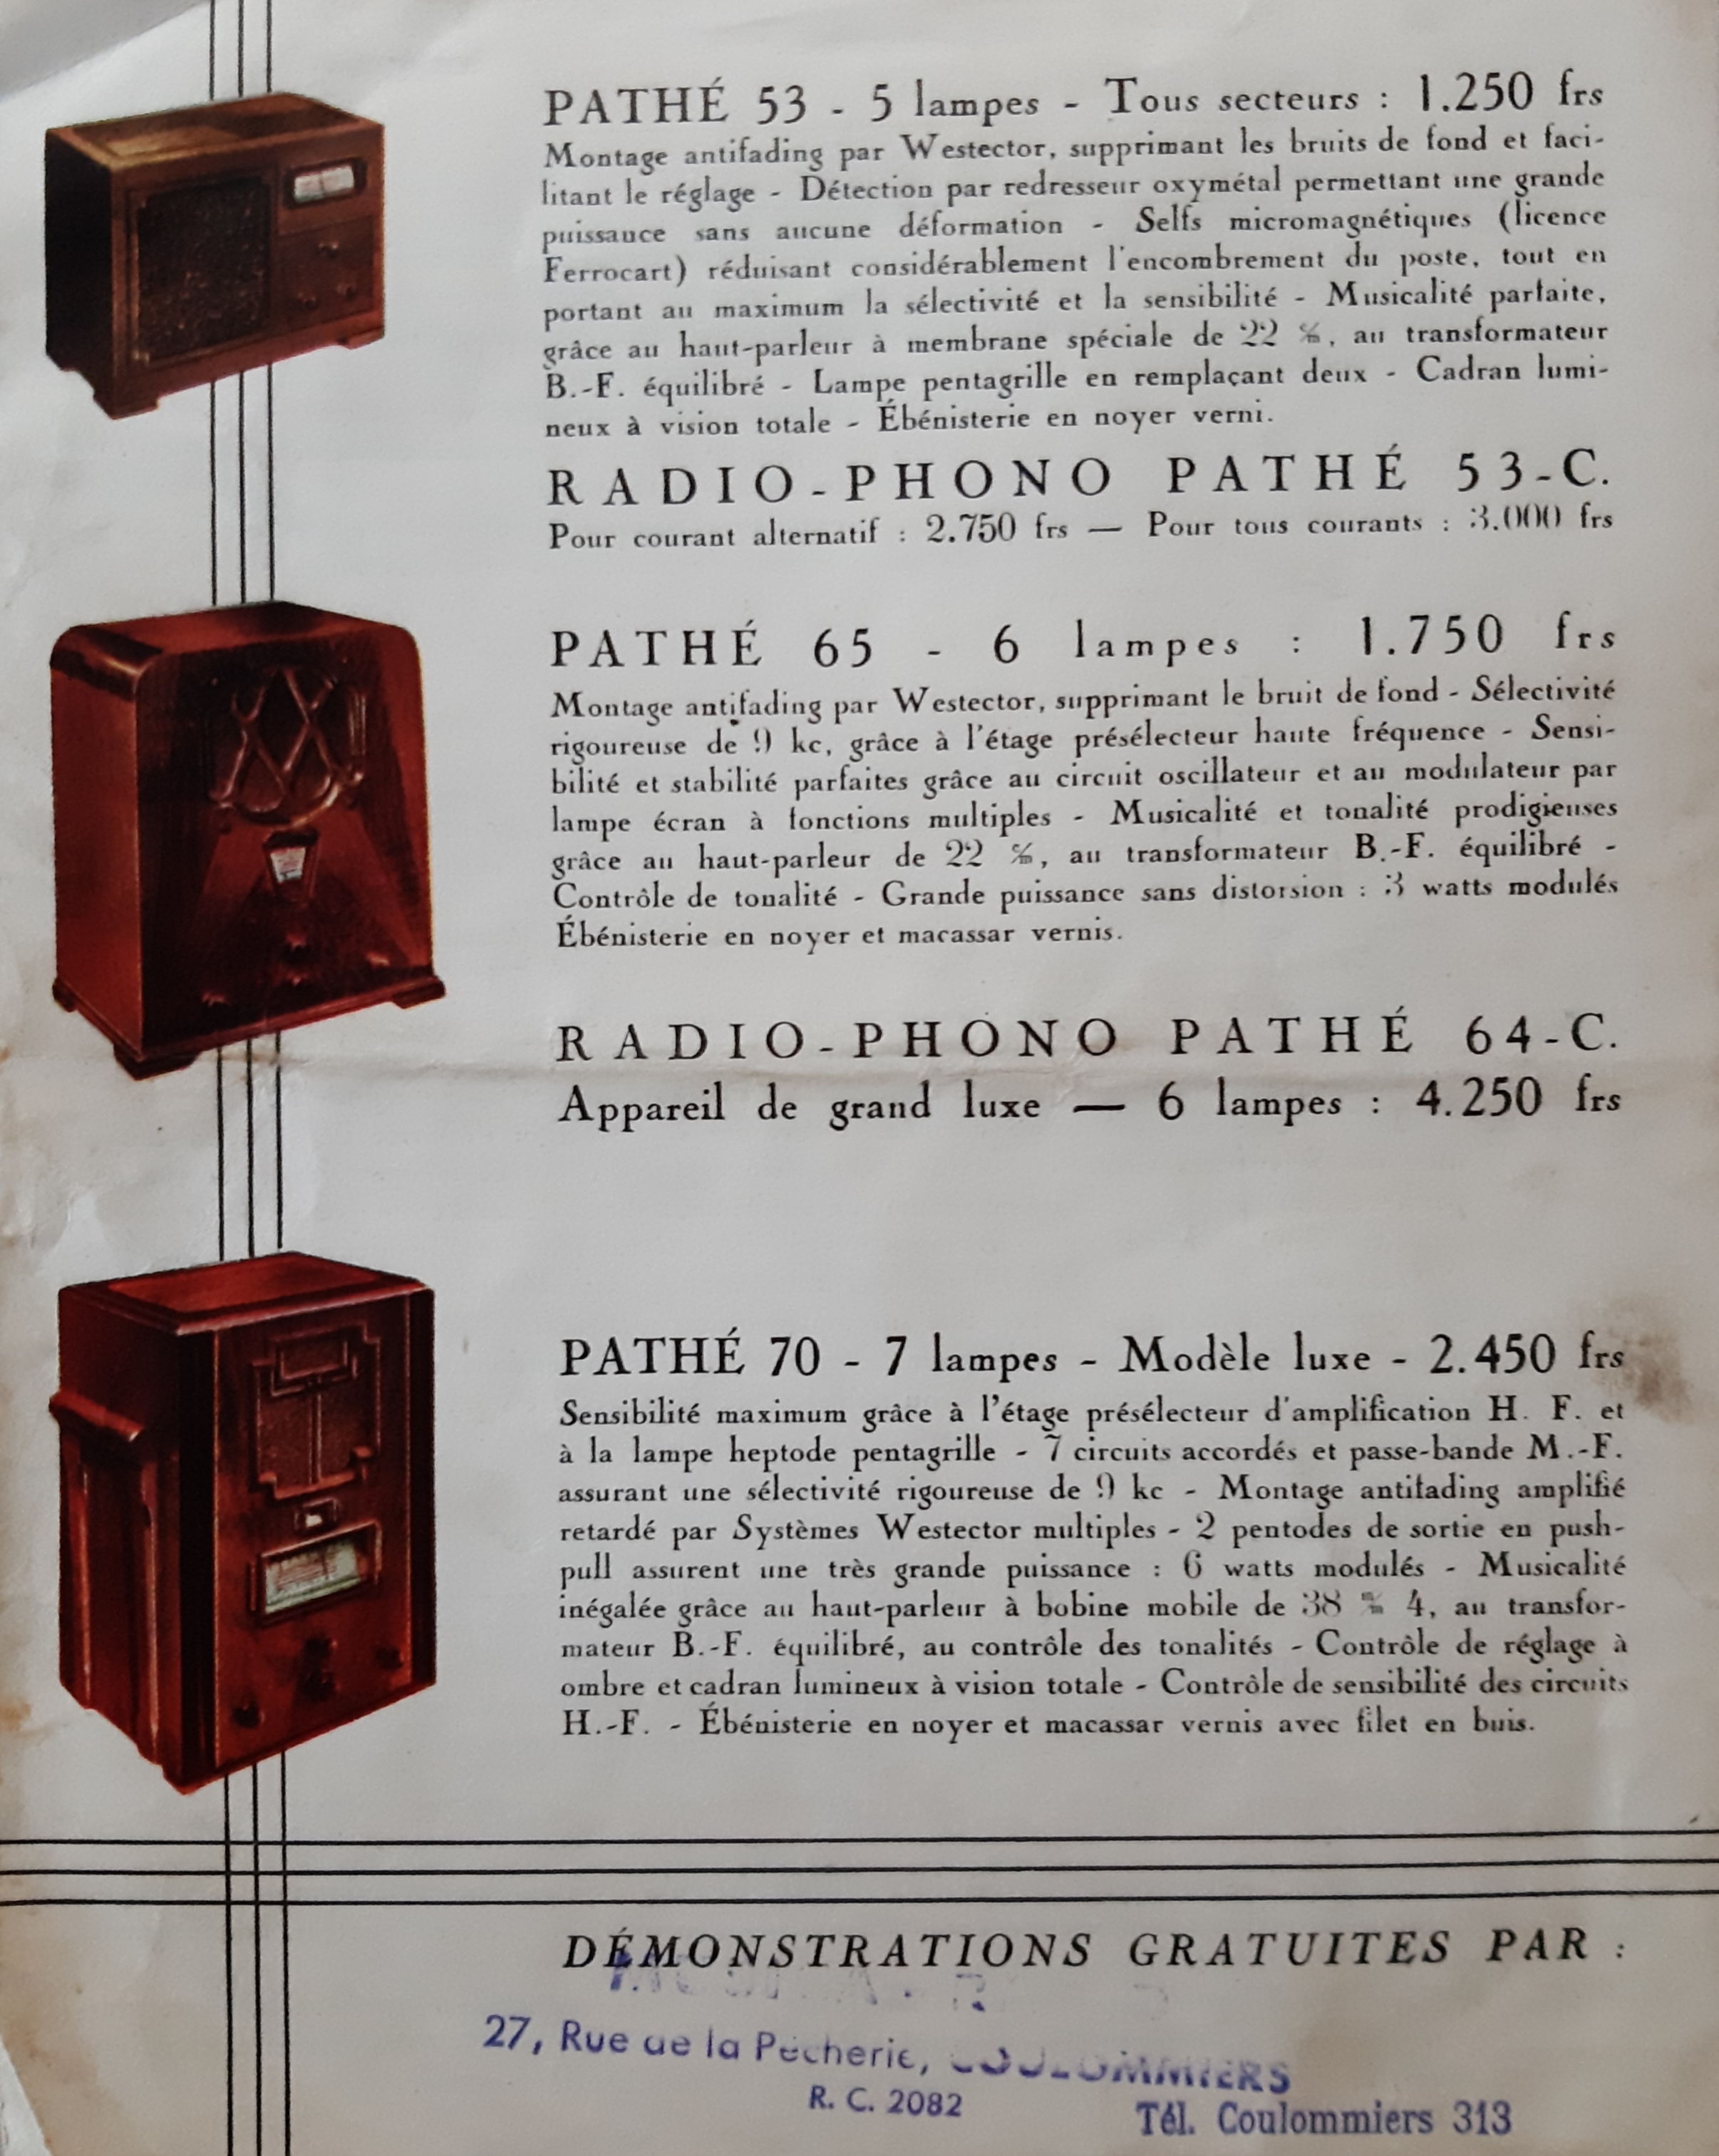 PATHÉ 53 - 5 lampes - Tous secteurs : 1.250 frs
Montage antifading par Westector, supprimant les bruits de fond et faci-
litant le réglage - Détection par redresseur oxymétal permettant une grande
puissance sans aucune déformation - Selfs micromagnétiques (licence
Ferrocart) réduisant considérablement l'encombrement du poste, tout en
portant au maximum la sélectivité et la sensibilité - Musicalité parfaite,
grâce au haut-parleur à membrane spéciale de 22 c/m, au transformateur
B.-F. équilibré - Lampe pentagrille en remplaçant deux - Cadran lumi-
neux à vision totale - Ébénisterie en noyer verni.
RADIO-PHONO PATHÉ 53-C.
Pour courant alternatif : 2.750 frs — Pour tous courants : 3.000 frs
PATHÉ 65 - 6 lampes : 1.750 frs
Montage antifading par Westector, supprimant le bruit de fond - Sélectivité
rigoureuse de 9 kc, grâce à l'étage présélecteur haute fréquence - Sensi-
bilité et stabilité parfaites grâce au circuit oscillateur et au modulateur par
lampe écran à fonctions multiples - Musicalité et tonalité prodigieuses
grâce au haut-parleur de 22 c/m, au transformateur B.-F. équilibré -
Contrôle de tonalité - Grande puissance sans distorsion : 3 watts modulés
Ébénisterie en noyer et macassar vernis.
RADIO-PHONO PATHÉ 64-C.
Appareil de grand luxe — 6 lampes : 4.250 frs
PATHÉ 70 - 7 lampes - Modèle luxe - 2.450 frs
Sensibilité maximum grâce à l'étage présélecteur d'amplification H. F. et
à la lampe heptode pentagrille - 7 circuits accordés et passe-bande M.-F.
assurant une sélectivité rigoureuse de 9 kc - Montage antifading amplifié
retardé par Systèmes Westector multiples - 2 pentodes de sortie en push-
pull assurent une très grande puissance : 6 watts modulés - Musicalité
inégalée grâce au haut-parleur à bobine mobile de 38 m/m 4, au transfor-
mateur B.-F. équilibré, au contrôle des tonalités - Contrôle de réglage à
ombre et cadran lumineux à vision totale - Contrôle de sensibilité des circuits
H.-F. - Ébénisterie en noyer et macassar vernis avec filet en buis.
DÉMONSTRATIONS GRATUITES PAR :
27, Rue de la Pêcherie, COULOMMIERS
R. C. 2082
Tél. Coulommiers 313